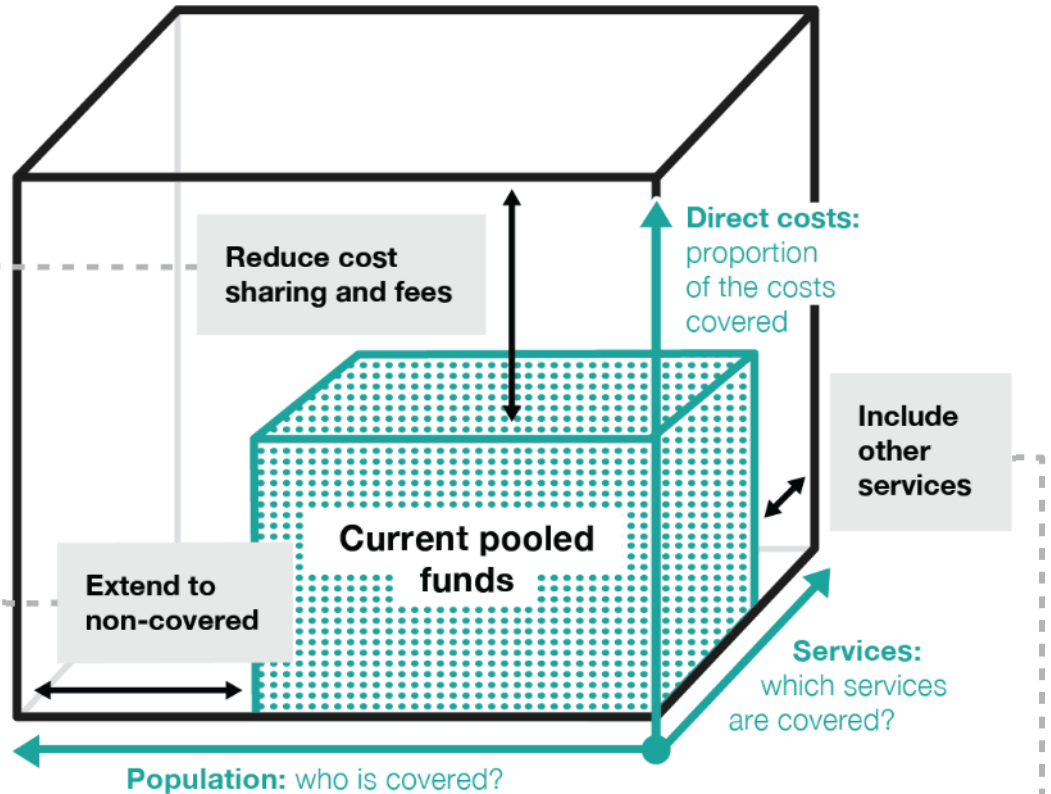 Reduce cost
sharing and fees
Direct costs:
proportion
of the costs
covered
Include
other
services
Current pooled
funds
Extend to
non-covered
Services:
which services
are covered?
Population: who is covered?